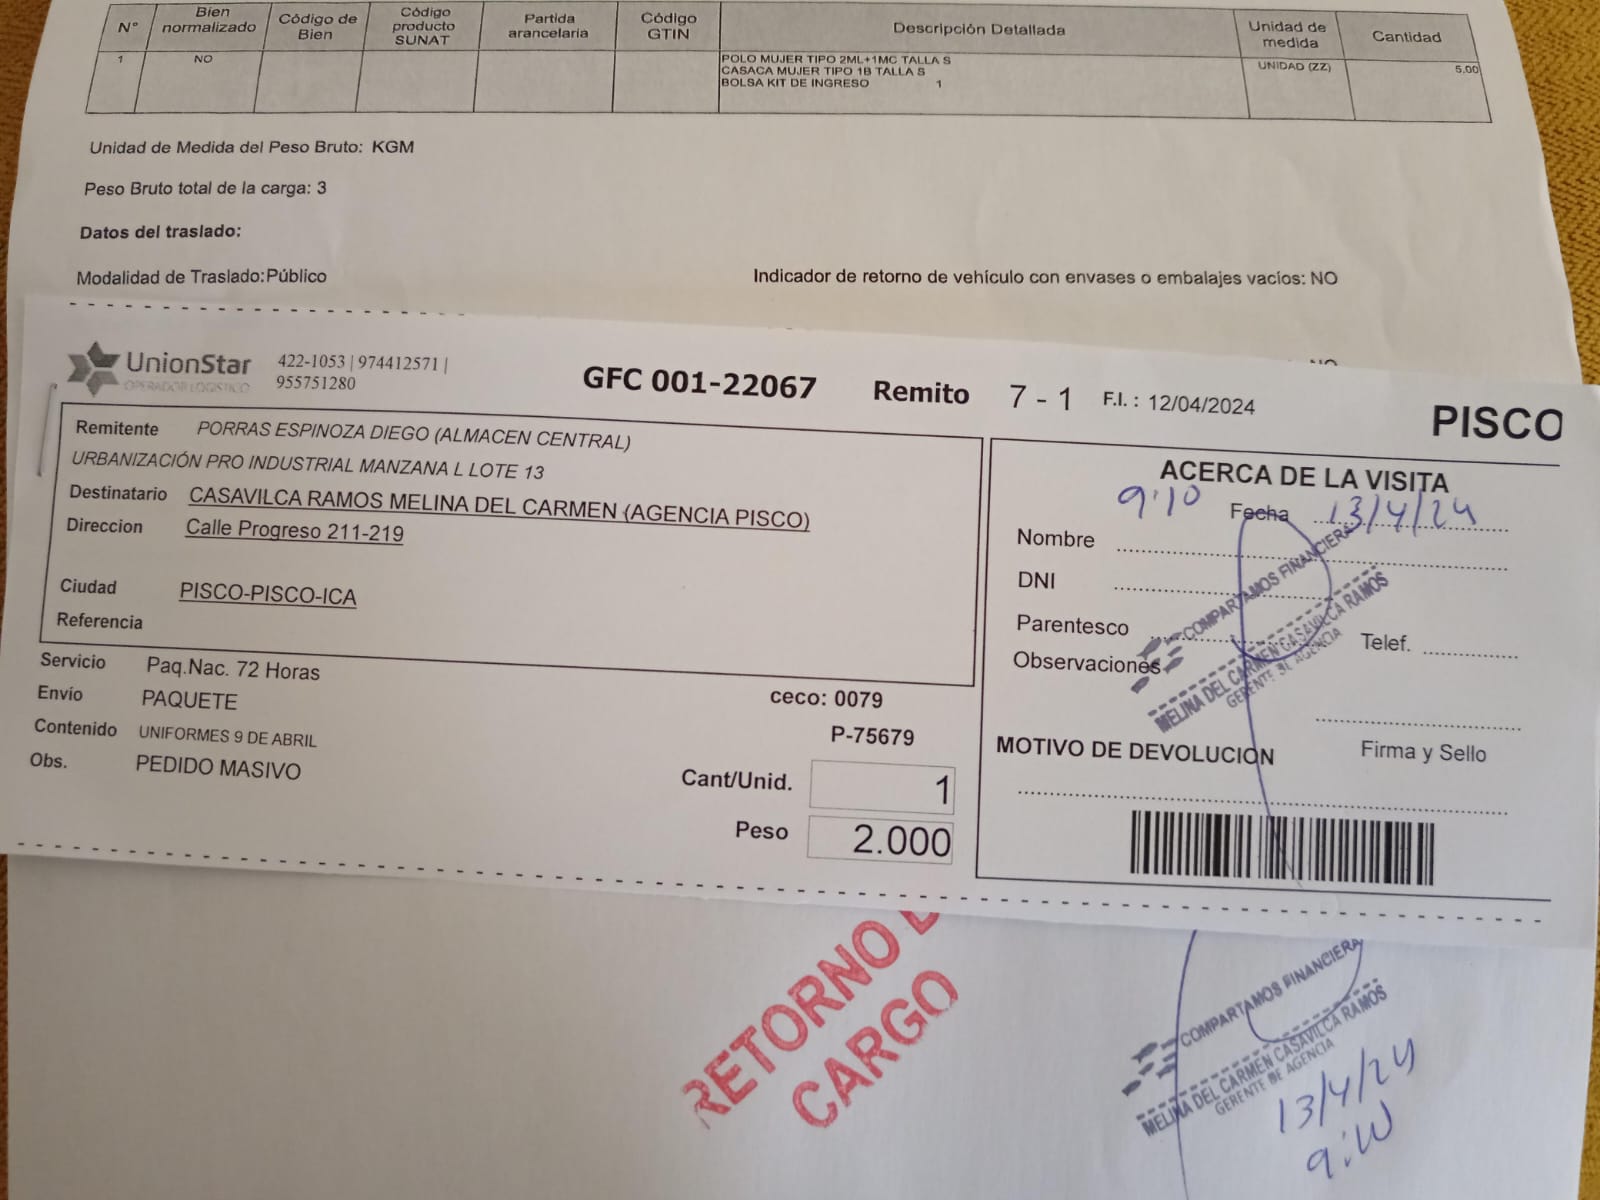 N° Bien normalizado Código de Bien Código producto SUNAT Partida arancelaria Código GTIN Descripción Detallada Unidad de medida Cantidad
1 NO POLO MUJER TIPO 2ML+1MC TALLA S UNIDAD (ZZ) 5.00
CASACA MUJER TIPO 1B TALLA S
BOLSA KIT DE INGRESO 1
Unidad de Medida del Peso Bruto: KGM
Peso Bruto total de la carga: 3
Datos del traslado:
Modalidad de Traslado:Público Indicador de retorno de vehículo con envases o embalajes vacíos: NO
NO
UnionStar
OPERADOR LOGISTICO
422-1053 | 974412571 |
955751280
GFC 001-22067 Remito 7 - 1 F.I. : 12/04/2024 PISCO
Remitente PORRAS ESPINOZA DIEGO (ALMACEN CENTRAL)
URBANIZACIÓN PRO INDUSTRIAL MANZANA L LOTE 13
Destinatario CASAVILCA RAMOS MELINA DEL CARMEN (AGENCIA PISCO)
Direccion Calle Progreso 211-219
Ciudad PISCO-PISCO-ICA
Referencia
Servicio Paq.Nac. 72 Horas
Envío PAQUETE
Contenido UNIFORMES 9 DE ABRIL
Obs. PEDIDO MASIVO
ceco: 0079
P-75679
Cant/Unid. 1
Peso 2.000
ACERCA DE LA VISITA
9:10 Fecha 13/4/24
Nombre
DNI
Parentesco
Telef.
Observaciones
COMPARTAMOS FINANCIERA
MELINA DEL CARMEN CASAVILCA RAMOS
GERENTE DE AGENCIA
Firma y Sello
MOTIVO DE DEVOLUCION
RETORNO
CARGO
COMPARTAMOS FINANCIERA
MELINA DEL CARMEN CASAVILCA RAMOS
GERENTE DE AGENCIA
13/4/24